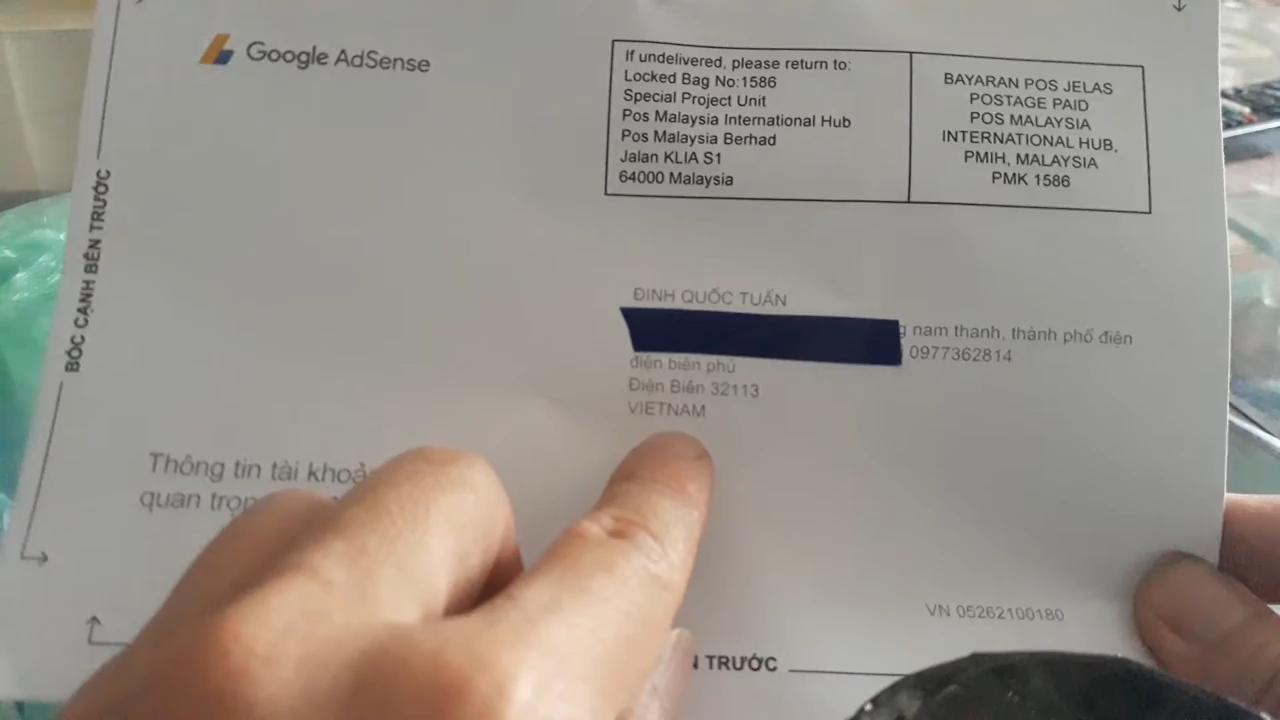 Google AdSense
If undelivered, please return to:
Locked Bag No:1586
Special Project Unit
Pos Malaysia International Hub
Pos Malaysia Berhad
Jalan KLIA S1
64000 Malaysia
BAYARAN POS JELAS
POSTAGE PAID
POS MALAYSIA
INTERNATIONAL HUB,
PMIH, MALAYSIA
PMK 1586
BÓC CẠNH BÊN TRƯỚC
ĐINH QUỐC TUẤN
nam thanh, thành phố điện
0977362814
điện biên phủ
Điện Biên 32113
VIETNAM
Thông tin tài
quan
VN 05262100180
TRƯỚC